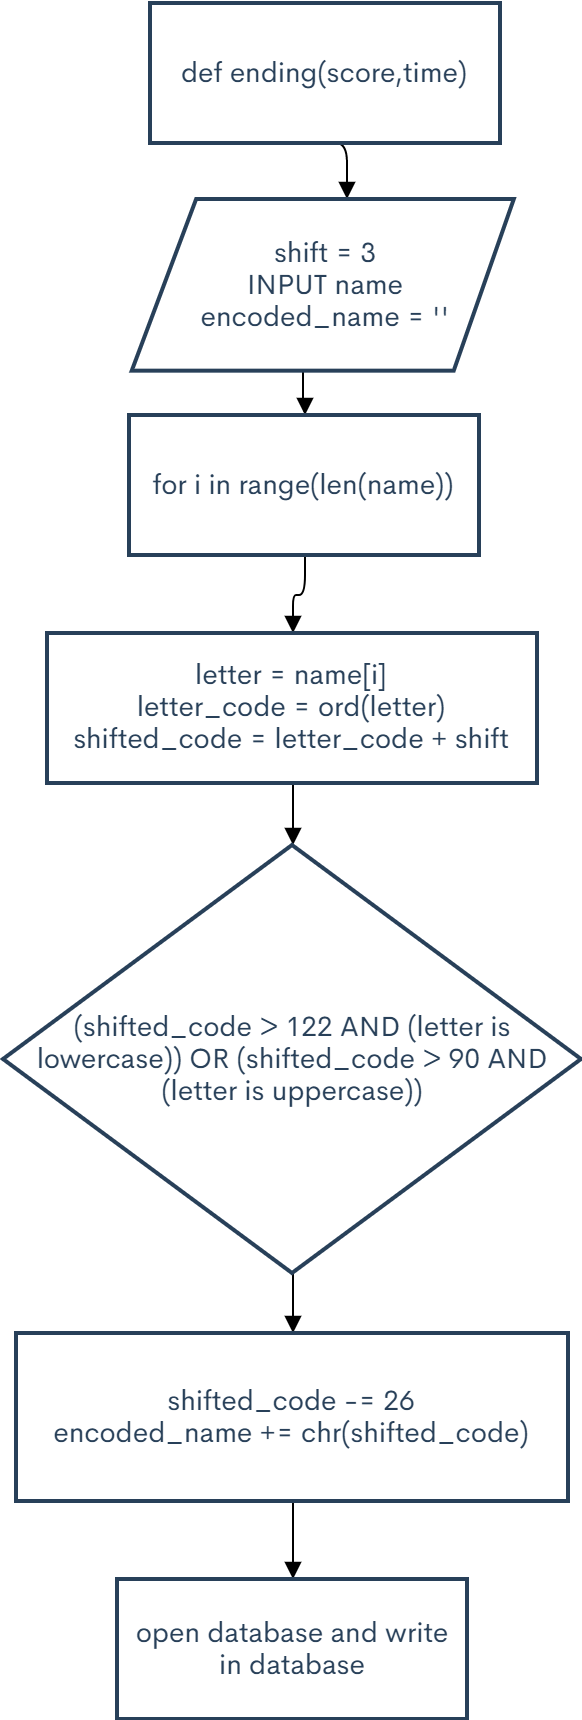 def ending(score,time)
shift = 3
INPUT name
encoded_name = ''
for i in range(len(name))
letter = name[i]
letter_code = ord(letter)
shifted_code = letter_code + shift
(shifted_code > 122 AND (letter is
lowercase)) OR (shifted_code > 90 AND
(letter is uppercase))
shifted_code -= 26
encoded_name += chr(shifted_code)
open database and write
in database